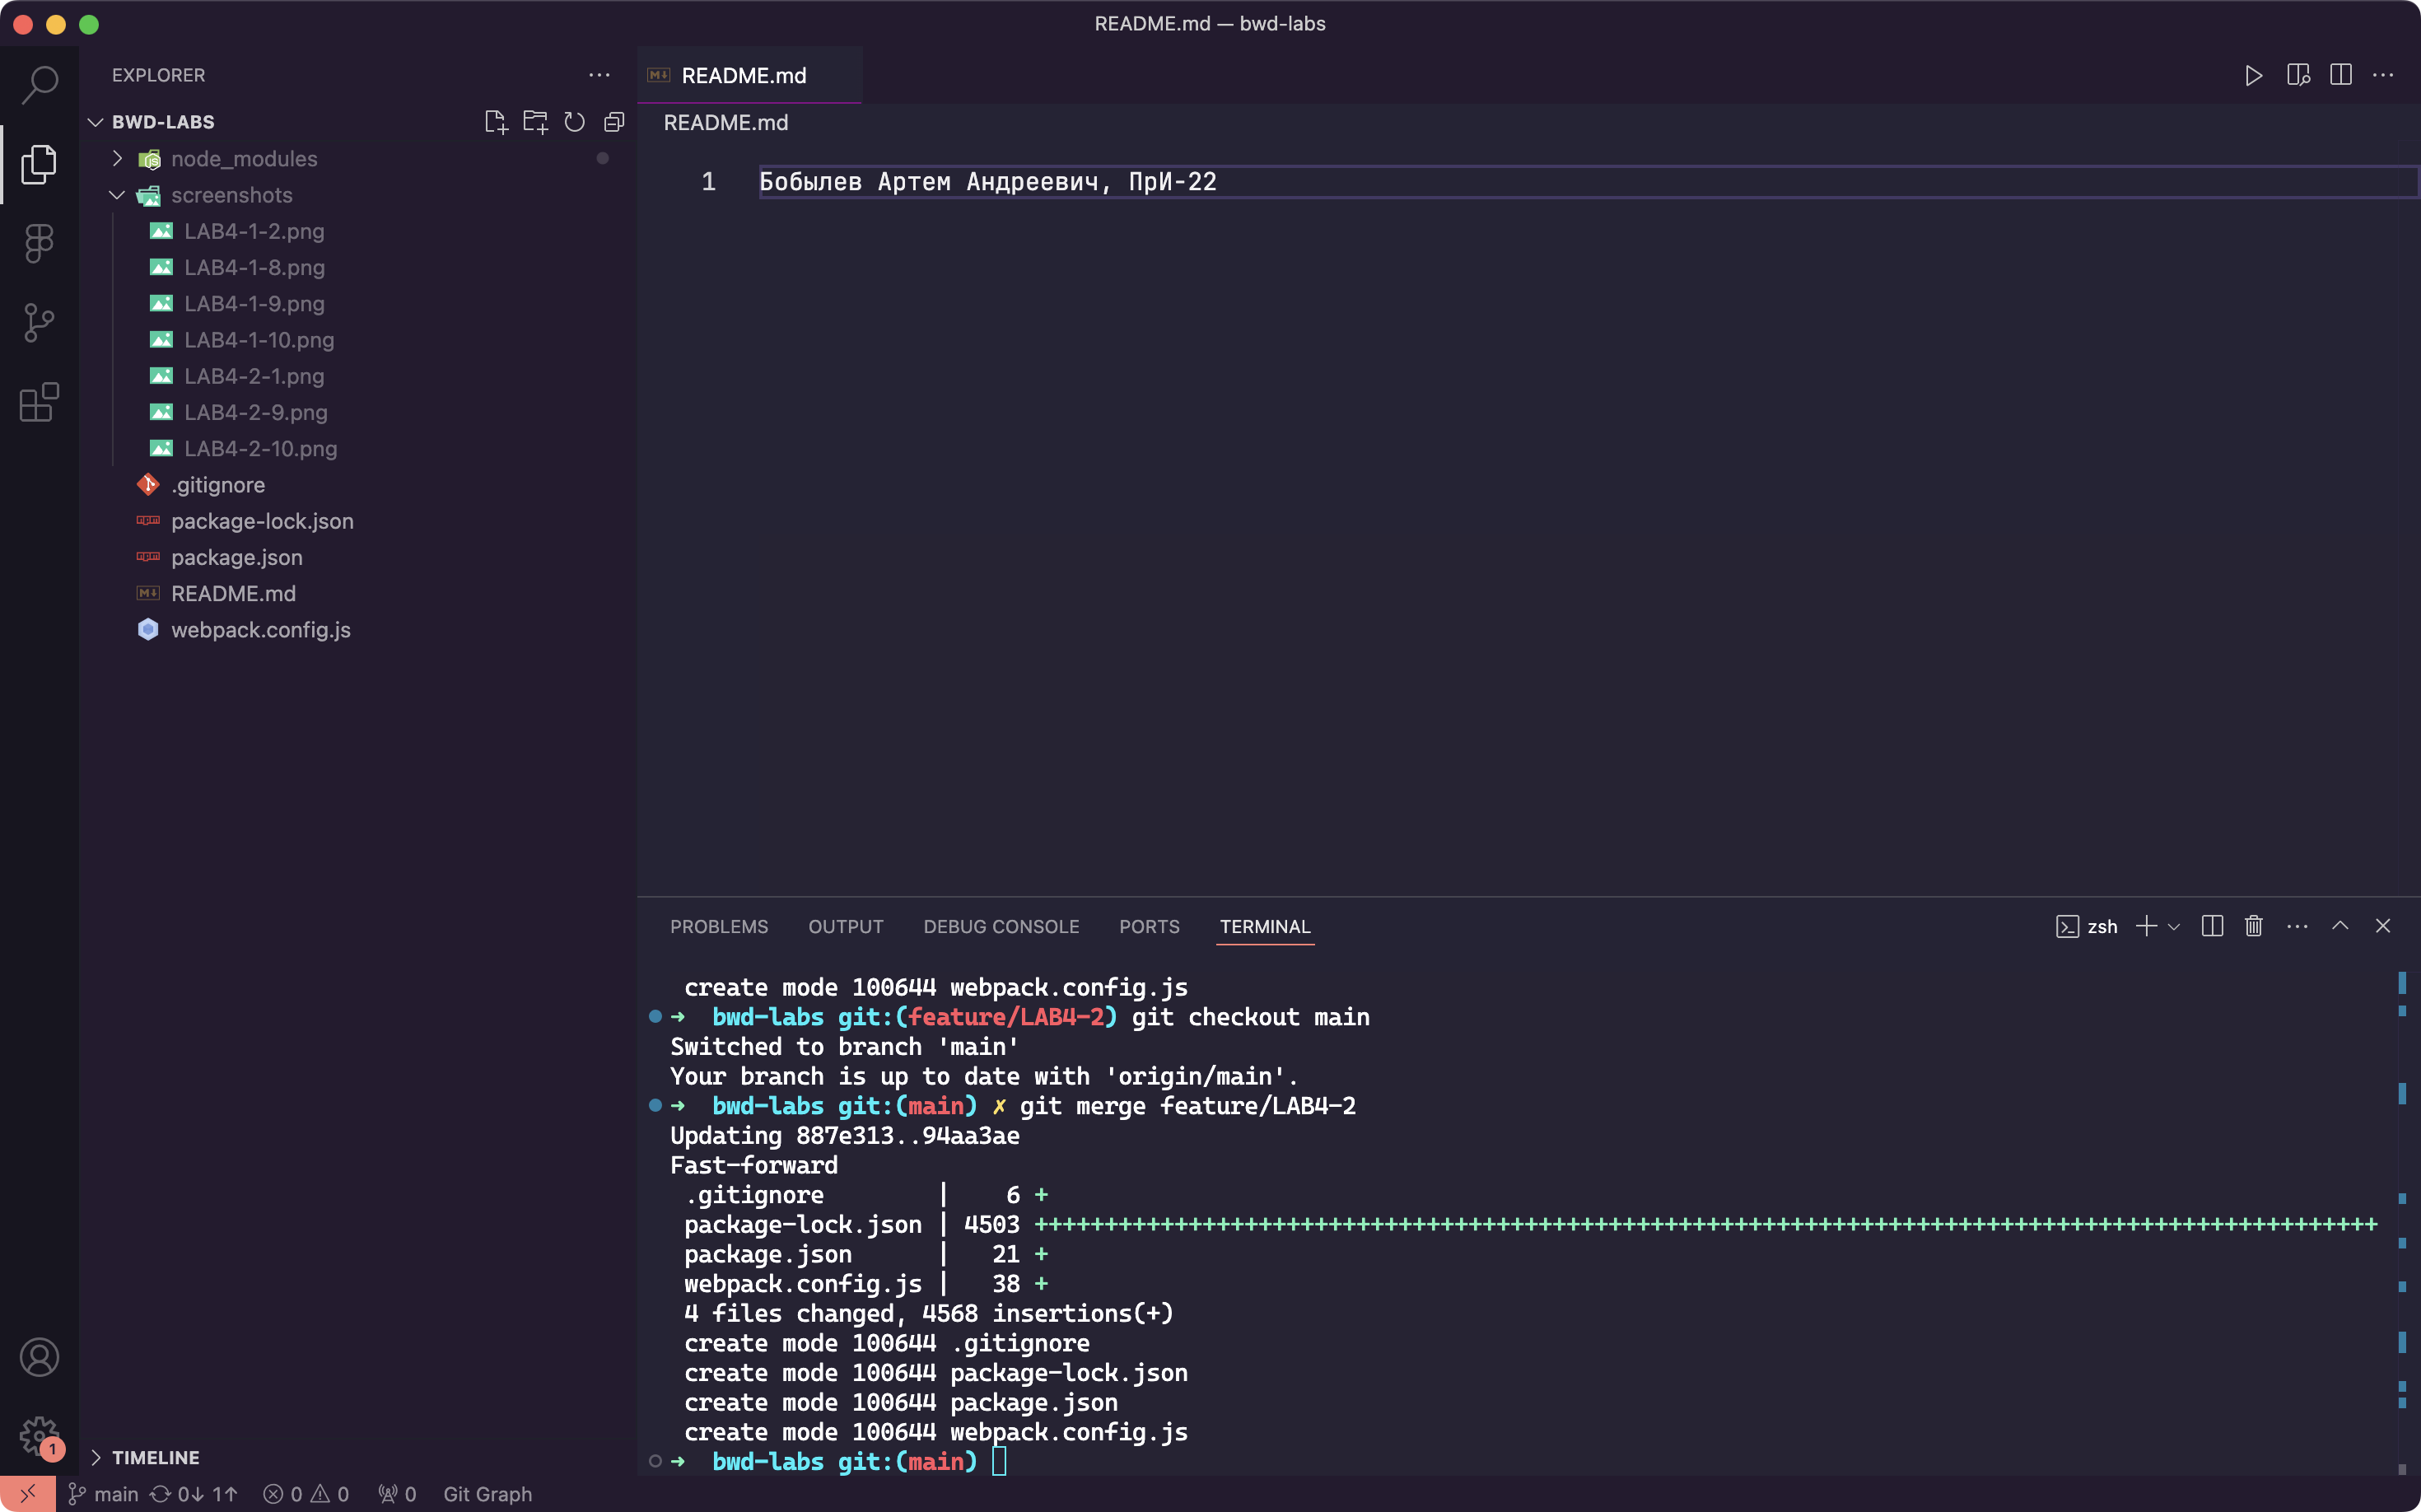 README.md — bwd-labs
EXPLORER
BWD-LABS
node_modules
screenshots
LAB4-1-2.png
LAB4-1-8.png
LAB4-1-9.png
LAB4-1-10.png
LAB4-2-1.png
LAB4-2-9.png
LAB4-2-10.png
.gitignore
package-lock.json
package.json
README.md
webpack.config.js
TIMELINE
README.md
README.md
1 Бобылев Артем Андреевич, ПрИ-22
PROBLEMS OUTPUT DEBUG CONSOLE PORTS TERMINAL
zsh
create mode 100644 webpack.config.js
➜ bwd-labs git:(feature/LAB4-2) git checkout main
Switched to branch 'main'
Your branch is up to date with 'origin/main'.
➜ bwd-labs git:(main) ✗ git merge feature/LAB4-2
Updating 887e313..94aa3ae
Fast-forward
.gitignore | 6 +
package-lock.json | 4503 ++++++++++++++++++++++++++++++++++++++++++++++++++++++++++++++++++++++++++++++++++++++++++++++++
package.json | 21 +
webpack.config.js | 38 +
4 files changed, 4568 insertions(+)
create mode 100644 .gitignore
create mode 100644 package-lock.json
create mode 100644 package.json
create mode 100644 webpack.config.js
➜ bwd-labs git:(main)
1
main 0↓ 1↑ 0 0 0 Git Graph